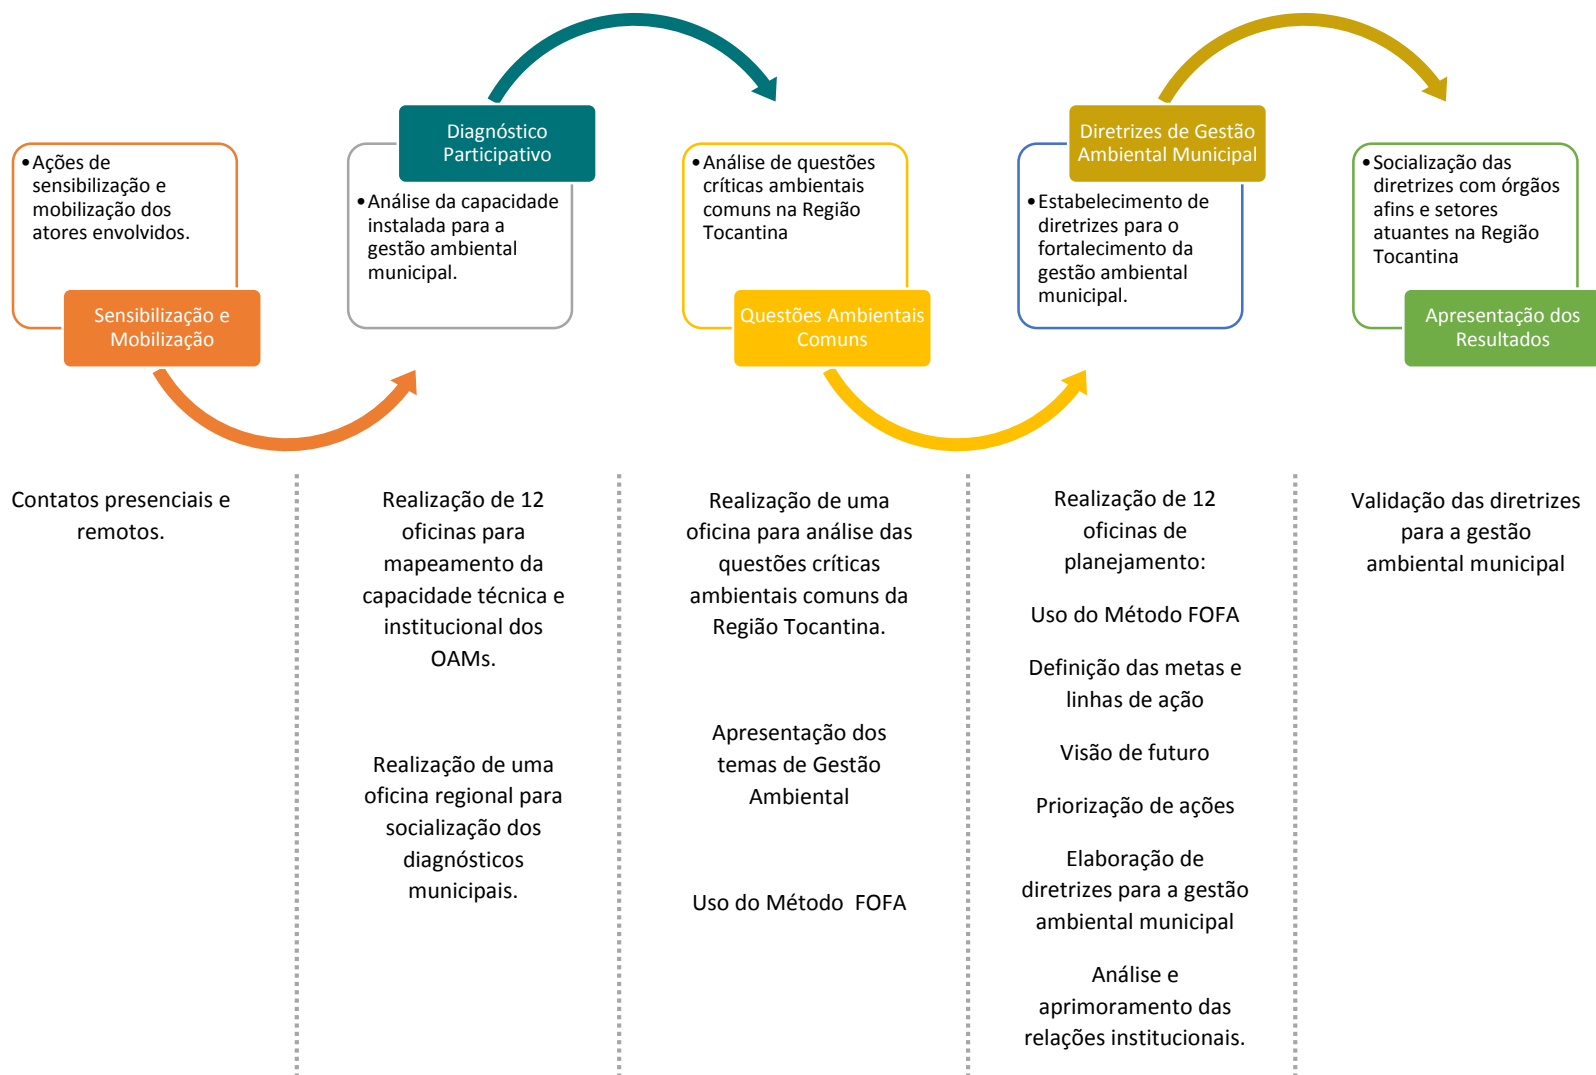 •Ações de
sensibilização e
mobilização dos
atores envolvidos.
Sensibilização e
Mobilização
Diagnóstico
Participativo
•Análise da capacidade
instalada para a
gestão ambiental
municipal.
•Análise de questões
críticas ambientais
comuns na Região
Tocantina
Questões Ambientais
Comuns
Diretrizes de Gestão
Ambiental Municipal
•Estabelecimento de
diretrizes para o
fortalecimento da
gestão ambiental
municipal.
•Socialização das
diretrizes com órgãos
afins e setores
atuantes na Região
Tocantina
Apresentação dos
Resultados
Contatos presenciais e
remotos.
Realização de 12
oficinas para
mapeamento da
capacidade técnica e
institucional dos
OAMs.
Realização de uma
oficina regional para
socialização dos
diagnósticos
municipais.
Realização de uma
oficina para análise das
questões críticas
ambientais comuns da
Região Tocantina.
Apresentação dos
temas de Gestão
Ambiental
Uso do Método  FOFA
Realização de 12
oficinas de
planejamento:
Uso do Método FOFA
Definição das metas e
linhas de ação
Visão de futuro
Priorização de ações
Elaboração de
diretrizes para a gestão
ambiental municipal
Análise e
aprimoramento das
relações institucionais.
Validação das diretrizes
para a gestão
ambiental municipal